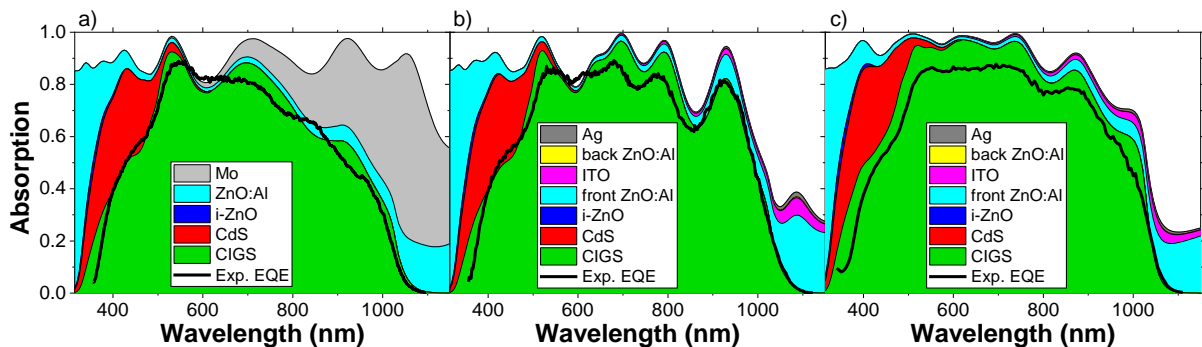 a)
b)
c)
Absorption
1.0
0.8
0.6
0.4
0.2
0.0
Mo
ZnO:Al
i-ZnO
CdS
CIGS
Exp. EQE
Ag
back ZnO:Al
ITO
front ZnO:Al
i-ZnO
CdS
CIGS
Exp. EQE
Ag
back ZnO:Al
ITO
front ZnO:Al
i-ZnO
CdS
CIGS
Exp. EQE
400 600 800 1000
400 600 800 1000
400 600 800 1000
Wavelength (nm)
Wavelength (nm)
Wavelength (nm)